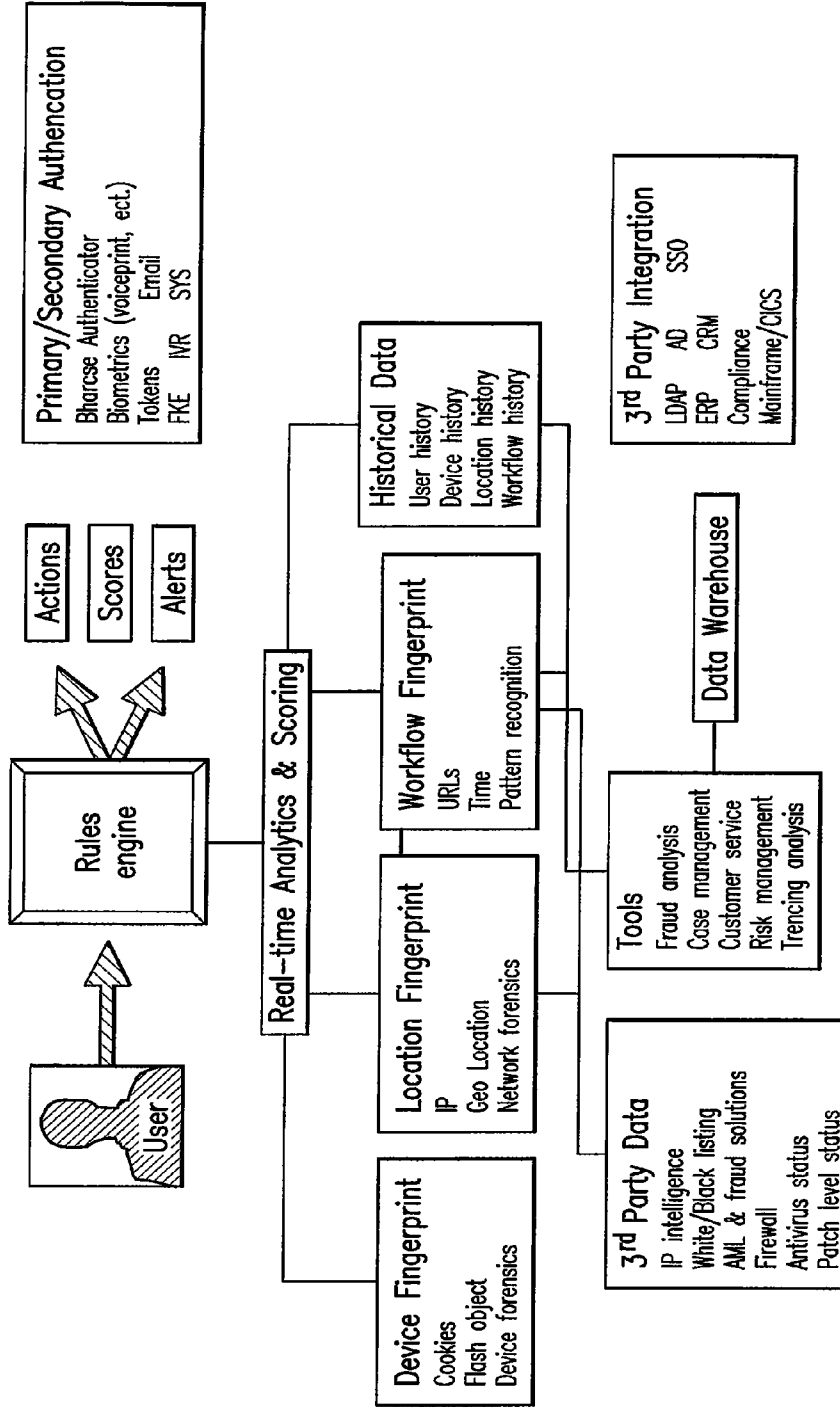 User
Rules
engine
Actions
Scores
Alerts
Primary/Secondary Authencation
Bharcse Authenticator
Biometrics (voiceprint, ect.)
Tokens Email
FKE IVR SYS
Real-time Analytics & Scoring
Device Fingerprint
Cookies
Flash object
Device forensics
Location Fingerprint
IP
Geo Location
Network forensics
Workflow Fingerprint
URLs
Time
Pattern recognition
Historical Data
User history
Device history
Location history
Workflow history
3rd Party Data
IP intelligence
White/Black listing
AML & fraud solutions
Firewall
Antivirus status
Patch level status
Tools
Fraud analysis
Case management
Customer service
Risk management
Trencing analysis
Data Warehouse
3rd Party Integration
LDAP AD SSO
ERP CRM
Compliance
Mainframe/CICS